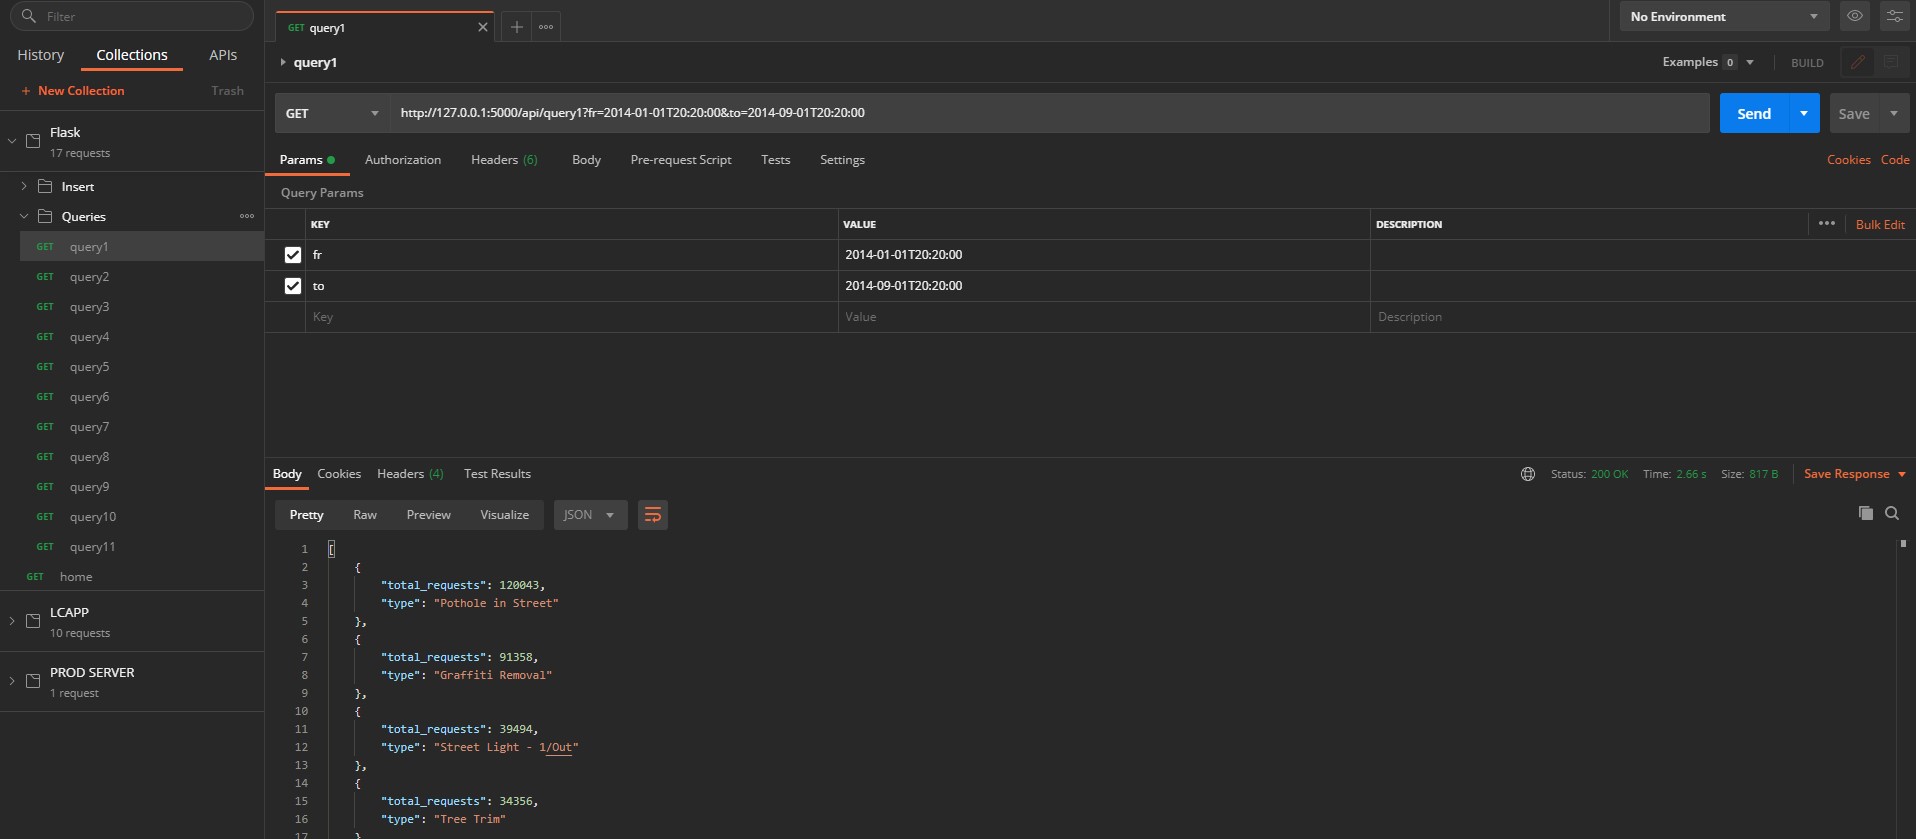 Filter
History Collections APIs
+ New Collection Trash
Flask
17 requests
Insert
Queries
GET query1
GET query2
GET query3
GET query4
GET query5
GET query6
GET query7
GET query8
GET query9
GET query10
GET query11
GET home
LCAPP
10 requests
PROD SERVER
1 request
GET query1
No Environment
query1
Examples 0 BUILD
GET http://127.0.0.1:5000/api/query1?fr=2014-01-01T20:20:00&to=2014-09-01T20:20:00 Send Save
Params Authorization Headers (6) Body Pre-request Script Tests Settings Cookies Code
Query Params
KEY VALUE DESCRIPTION Bulk Edit
fr 2014-01-01T20:20:00
to 2014-09-01T20:20:00
Key Value Description
Body Cookies Headers (4) Test Results Status: 200 OK Time: 2.66 s Size: 817 B Save Response
Pretty Raw Preview Visualize JSON
1 [
2 {
3 "total_requests": 120043,
4 "type": "Pothole in Street"
5 },
6 {
7 "total_requests": 91358,
8 "type": "Graffiti Removal"
9 },
10 {
11 "total_requests": 39494,
12 "type": "Street Light - 1/Out"
13 },
14 {
15 "total_requests": 34356,
16 "type": "Tree Trim"
17 }